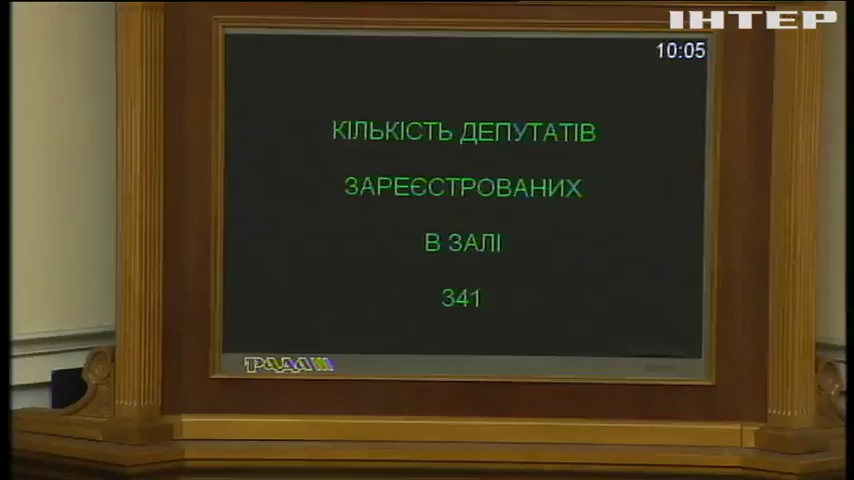 ІНТЕР
10:05
КІЛЬКІСТЬ ДЕПУТАТІВ
ЗАРЕЄСТРОВАНИХ
В ЗАЛІ
341
РАДА